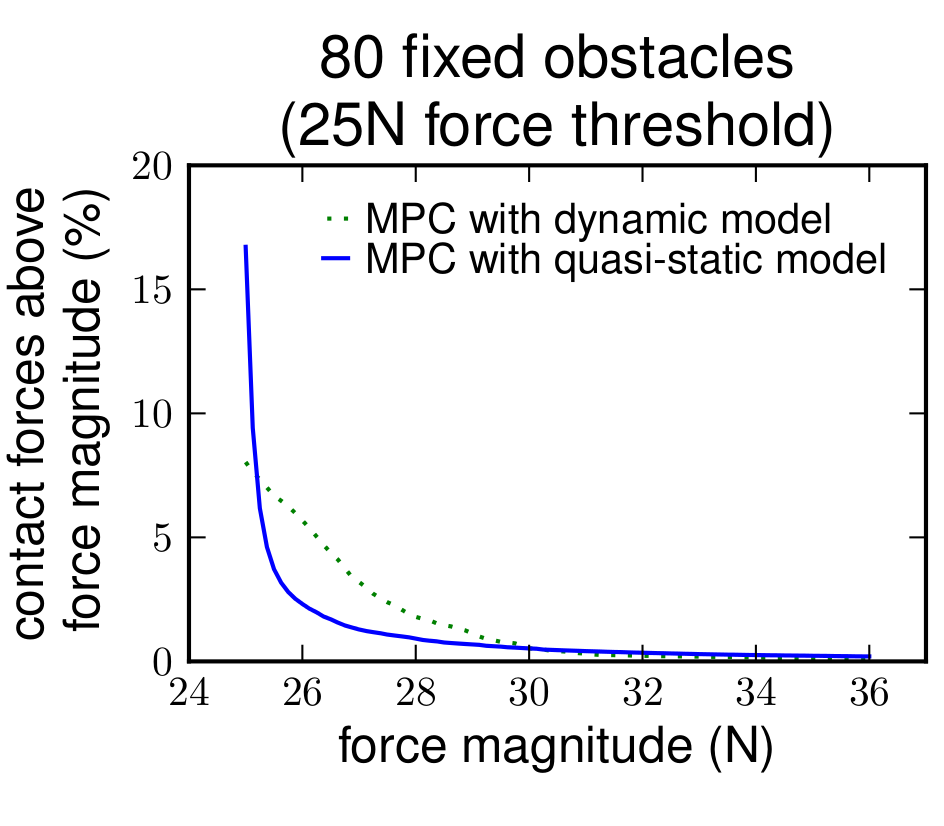 80 fixed obstacles
(25N force threshold)
contact forces above
force magnitude (%)
20
15
10
5
0
MPC with dynamic model
MPC with quasi-static model
24 26 28 30 32 34 36
force magnitude (N)